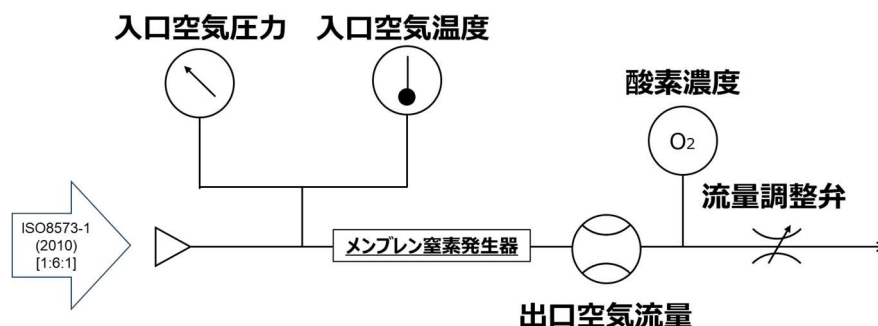 入口空気圧力
入口空気温度
酸素濃度
O2
流量調整弁
ISO8573-1
(2010)
[1:6:1]
メンブレン窒素発生器
出口空気流量